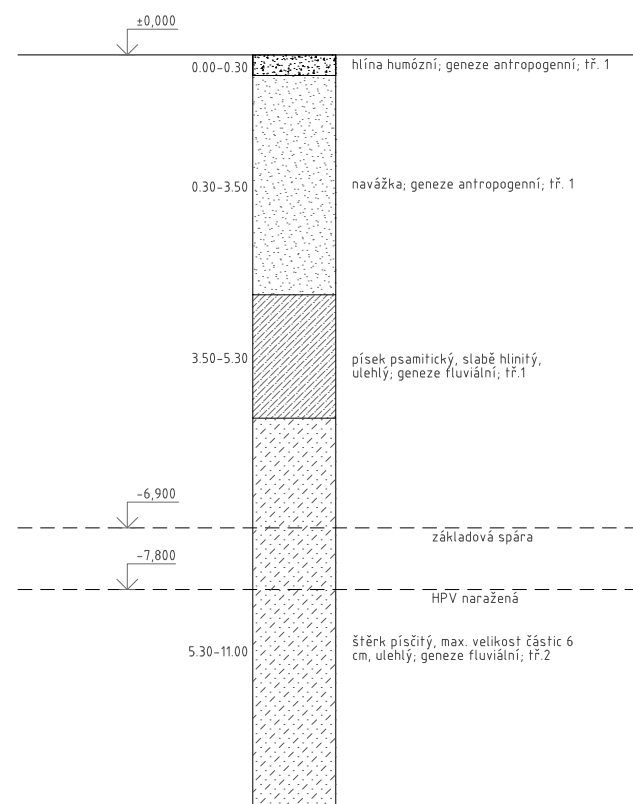 ±0,000
0.00-0.30
hlína humózní; geneze antropogenní; tř. 1
0.30-3.50
navážka; geneze antropogenní; tř. 1
3.50-5.30
písek psamitický, slabě hlinitý,
ulehlý; geneze fluviální; tř.1
-6,900
základová spára
-7,800
HPV naražená
5.30-11.00
štěrk písčitý, max. velikost částic 6
cm, ulehlý; geneze fluviální; tř.2